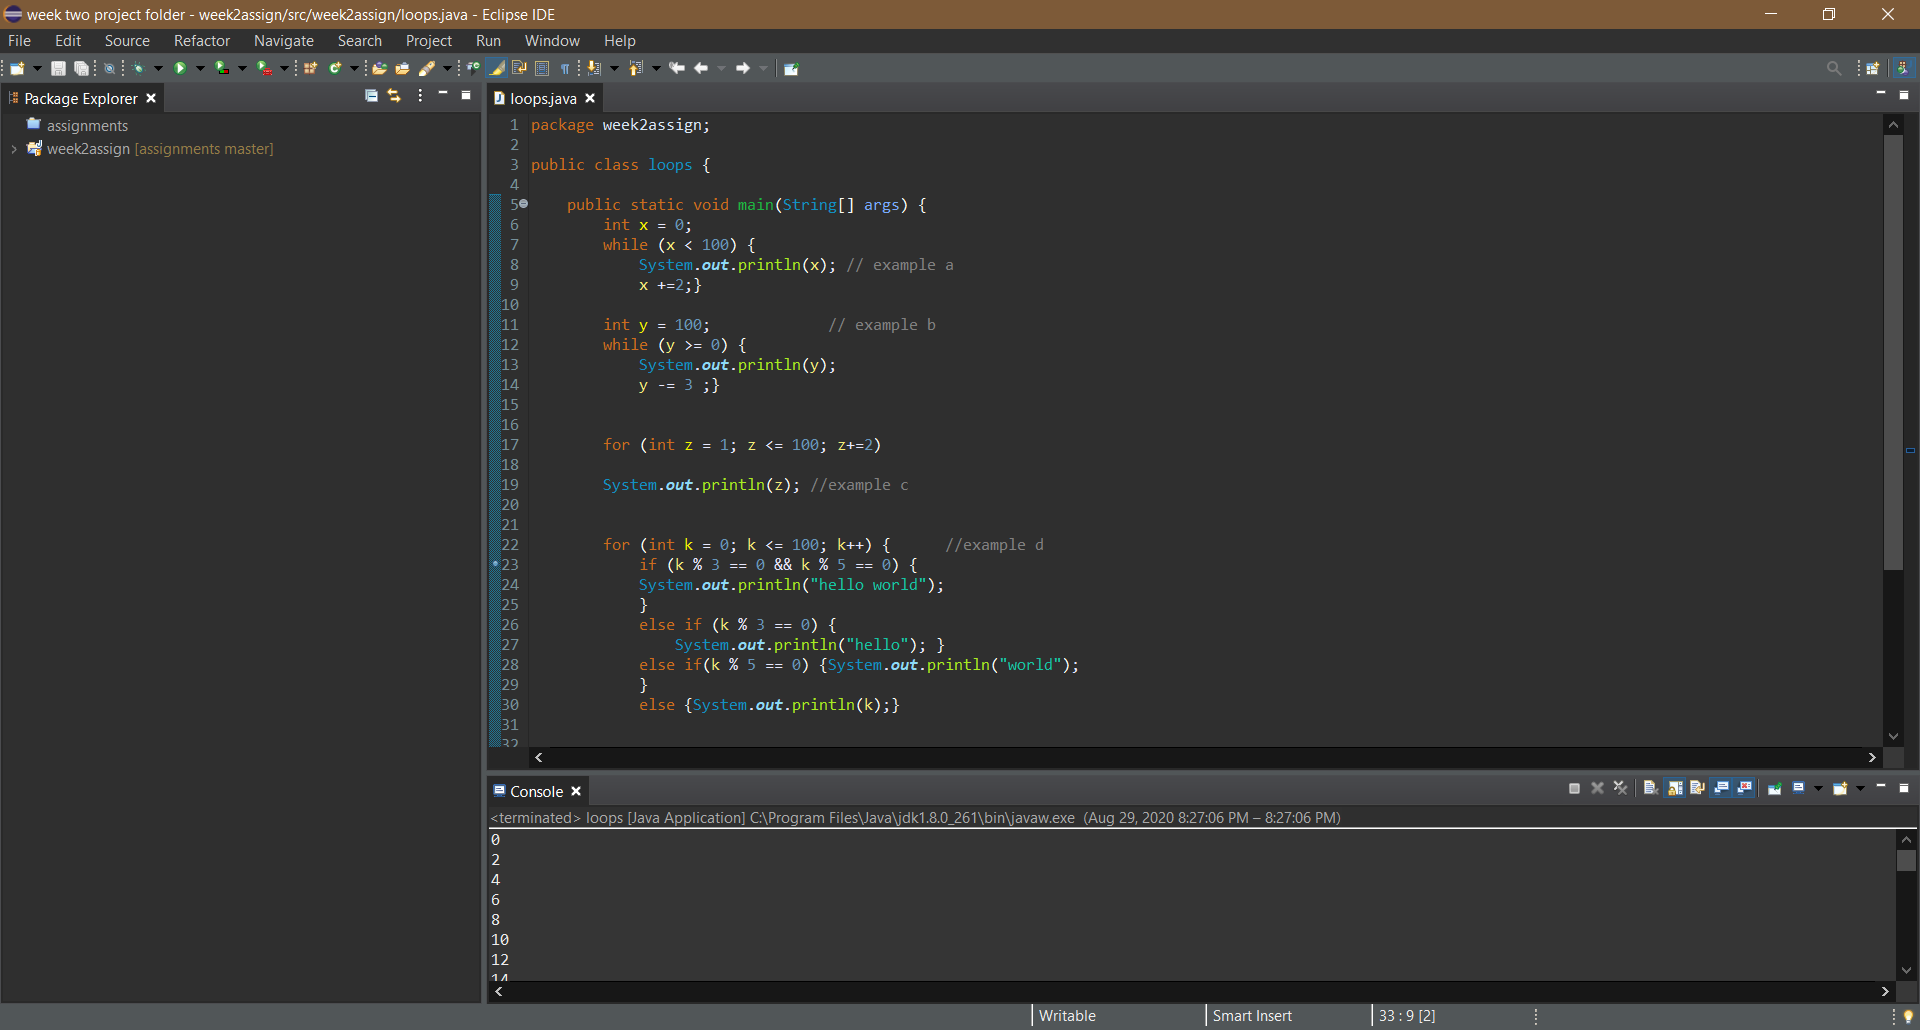 week two project folder - week2assign/src/week2assign/loops.java - Eclipse IDE
File Edit Source Refactor Navigate Search Project Run Window Help
Package Explorer
assignments
week2assign [assignments master]
loops.java
1 package week2assign;
2
3 public class loops {
4
5 public static void main(String[] args) {
6 int x = 0;
7 while (x < 100) {
8 System.out.println(x); // example a
9 x +=2;}
10
11 int y = 100; // example b
12 while (y >= 0) {
13 System.out.println(y);
14 y -= 3 ;}
15
16
17 for (int z = 1; z <= 100; z+=2)
18
19 System.out.println(z); //example c
20
21
22 for (int k = 0; k <= 100; k++) { //example d
23 if (k % 3 == 0 && k % 5 == 0) {
24 System.out.println("hello world");
25 }
26 else if (k % 3 == 0) {
27 System.out.println("hello"); }
28 else if(k % 5 == 0) {System.out.println("world");
29 }
30 else {System.out.println(k);}
31
32
Console
<terminated> loops [Java Application] C:\Program Files\Java\jdk1.8.0_261\bin\javaw.exe (Aug 29, 2020 8:27:06 PM – 8:27:06 PM)
0
2
4
6
8
10
12
14
Writable Smart Insert 33 : 9 [2]